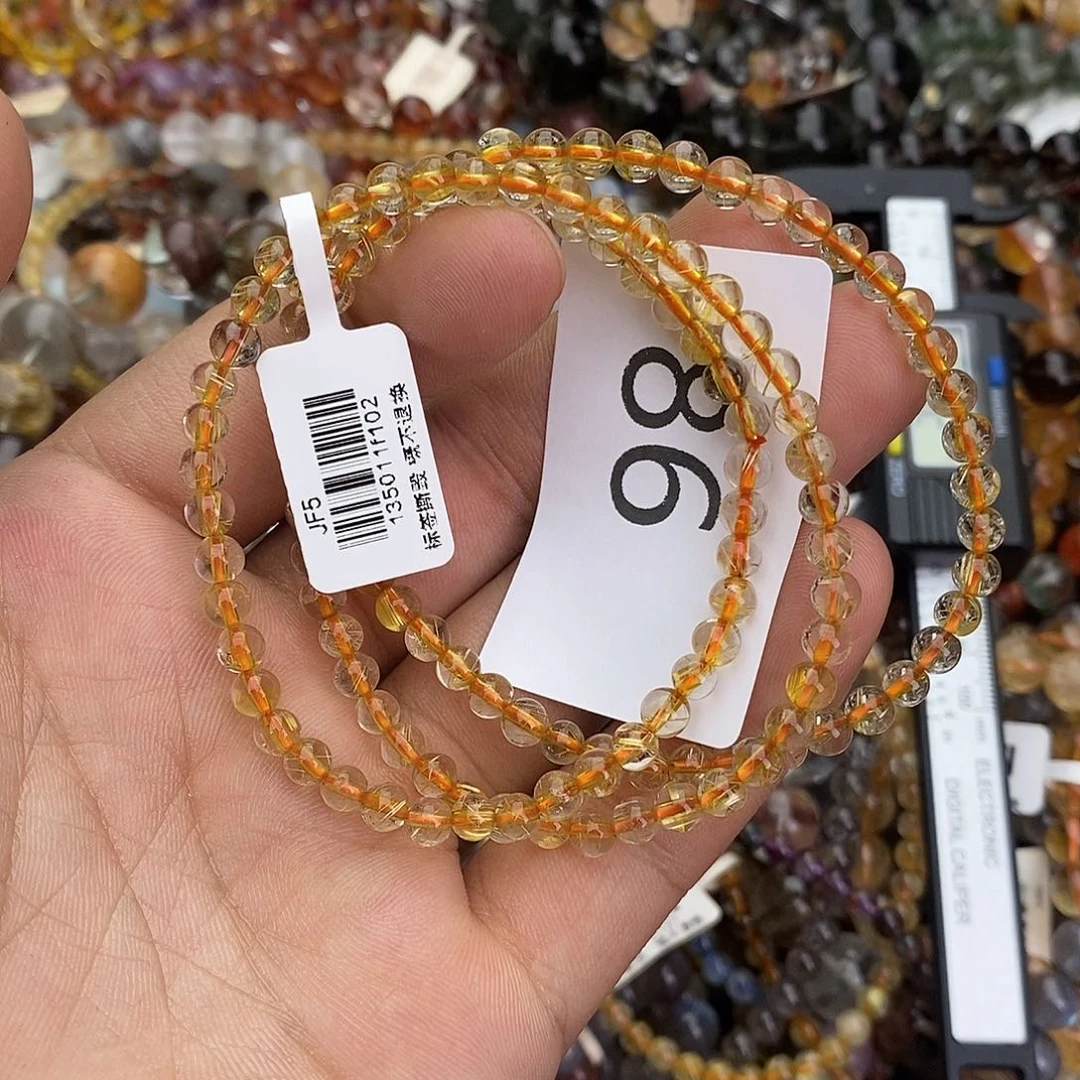 98
JF5
135011f102
标签撕毁 概不退换
ELECTRONIC
DIGITAL CALIPER